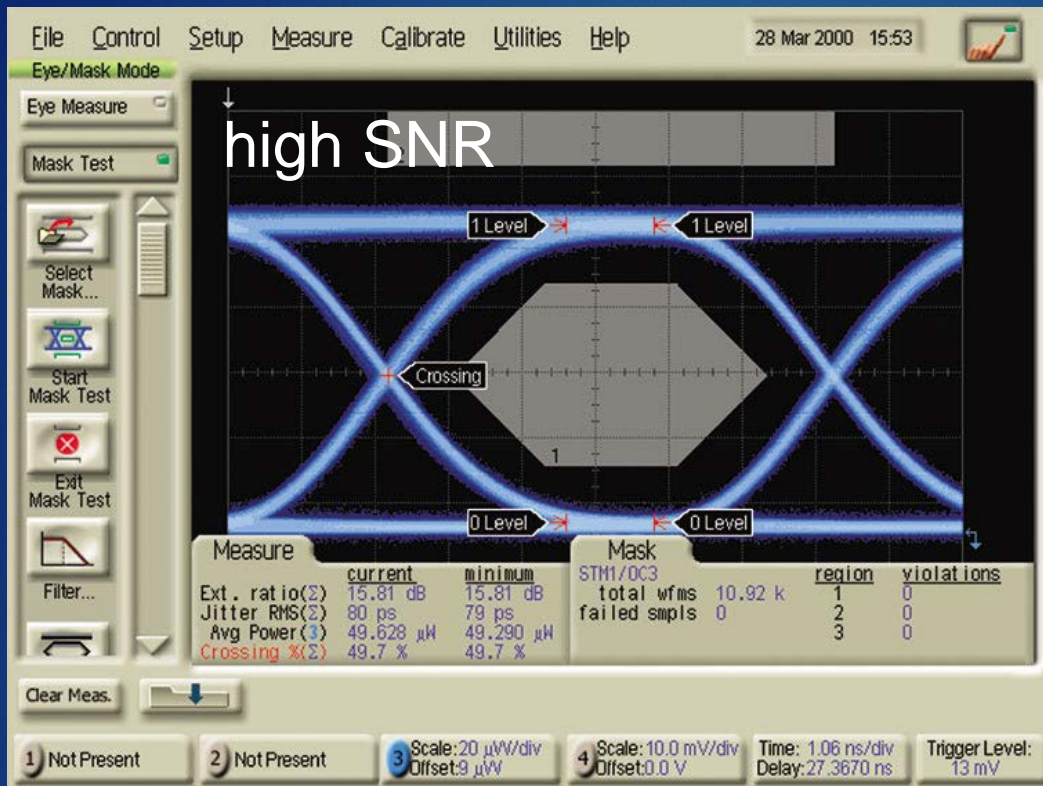 File Control Setup Measure Calibrate Utilities Help 28 Mar 2000 15:53
Eye/Mask Mode
Eye Measure
Mask Test
high SNR
1 Level 1 Level
Select
Mask...
Start
Mask Test
Crossing
Exit
Mask Test
1
0 Level 0 Level
Filter...
Measure
current minimum
Ext. ratio(Σ) 15.81 dB 15.81 dB
Jitter RMS(Σ) 80 ps 79 ps
Avg Power(3) 49.628 µW 49.290 µW
Crossing %(Σ) 49.7 % 49.7 %
Mask
STM1/OC3 region violations
total wfms 10.92 k 1 0
failed smpls 0 2 0
3 0
Clear Meas.
1 Not Present
2 Not Present
3 Scale:20 µW/div
Offset:9 µW
4 Scale:10.0 mV/div
Offset:0.0 V
Time: 1.06 ns/div
Delay:27.3670 ns
Trigger Level:
13 mV